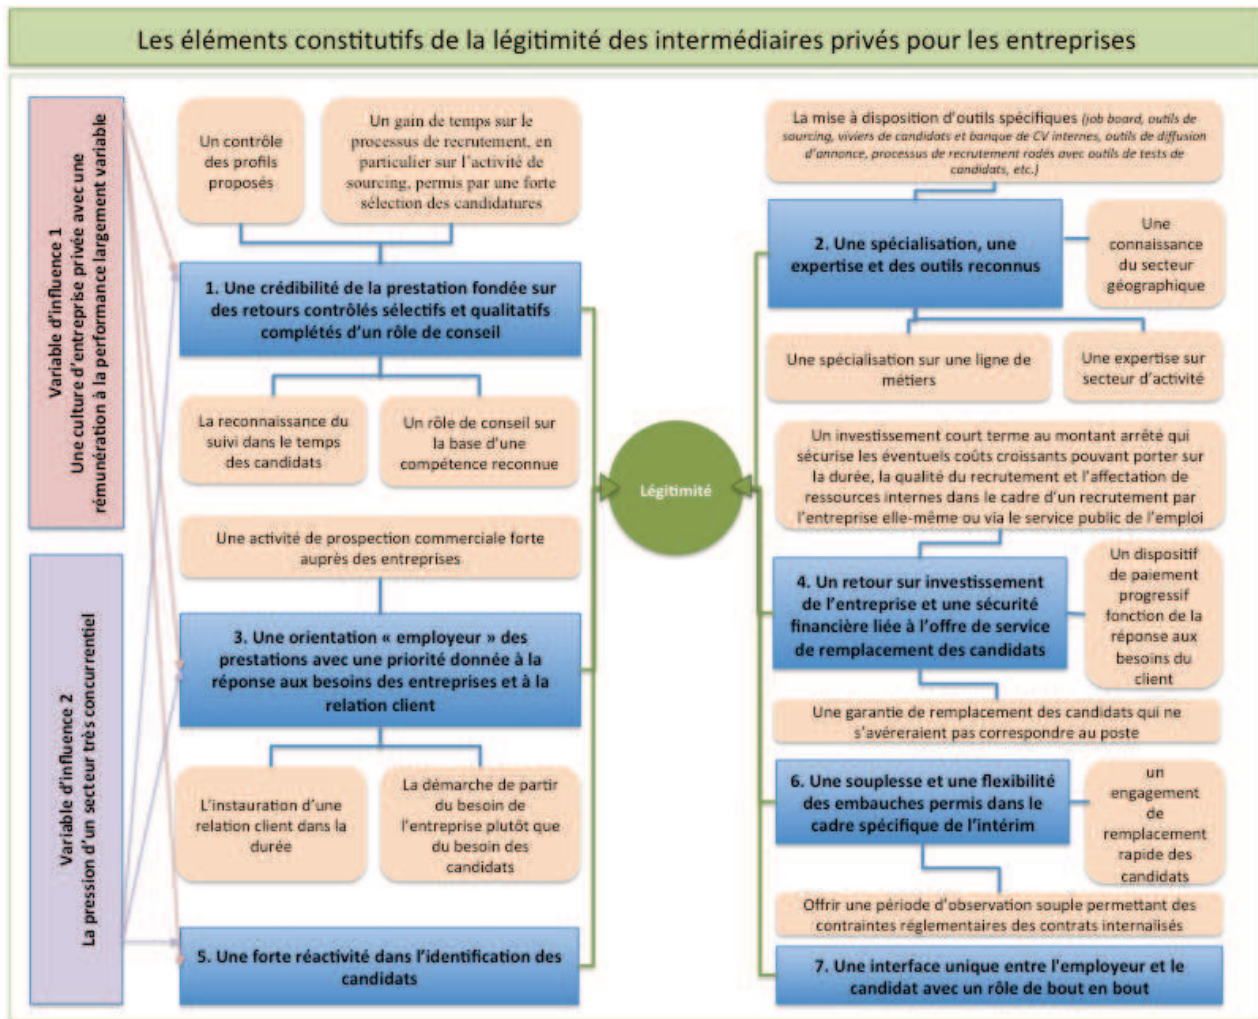 Les éléments constitutifs de la légitimité des intermédiaires privés pour les entreprises
Variable d'influence 1
Une culture d'entreprise privée avec une
rémunération à la performance largement variable
Variable d'influence 2
La pression d'un secteur très concurrentiel
Un contrôle
des profils
proposés
Un gain de temps sur le
processus de recrutement, en
particulier sur l'activité de
sourcing, permis par une forte
sélection des candidatures
1. Une crédibilité de la prestation fondée sur
des retours contrôlés sélectifs et qualitatifs
complétés d'un rôle de conseil
La reconnaissance du
suivi dans le temps
des candidats
Un rôle de conseil sur
la base d'une
compétence reconnue
Une activité de prospection commerciale forte
auprès des entreprises
3. Une orientation « employeur » des
prestations avec une priorité donnée à la
réponse aux besoins des entreprises et à la
relation client
L'instauration d'une
relation client dans la
durée
La démarche de partir
du besoin de
l'entreprise plutôt que
du besoin des
candidats
5. Une forte réactivité dans l'identification des
candidats
Légitimité
La mise à disposition d'outils spécifiques (job board, outils de
sourcing, viviers de candidats et banque de CV internes, outils de diffusion
d'annonce, processus de recrutement rodés avec outils de tests de
candidats, etc.)
2. Une spécialisation, une
expertise et des outils reconnus
Une
connaissance
du secteur
géographique
Une spécialisation sur une ligne de
métiers
Une expertise sur
secteur d'activité
Un investissement court terme au montant arrêté qui
sécurise les éventuels coûts croissants pouvant porter sur
la durée, la qualité du recrutement et l'affectation de
ressources internes dans le cadre d'un recrutement par
l'entreprise elle-même ou via le service public de l'emploi
4. Un retour sur investissement
de l'entreprise et une sécurité
financière liée à l'offre de service
de remplacement des candidats
Un dispositif
de paiement
progressif
fonction de la
réponse aux
besoins du
client
Une garantie de remplacement des candidats qui ne
s'avéreraient pas correspondre au poste
6. Une souplesse et une flexibilité
des embauches permis dans le
cadre spécifique de l'intérim
un
engagement
de
remplacement
rapide des
candidats
Offrir une période d'observation souple permettant des
contraintes réglementaires des contrats internalisés
7. Une interface unique entre l'employeur et le
candidat avec un rôle de bout en bout